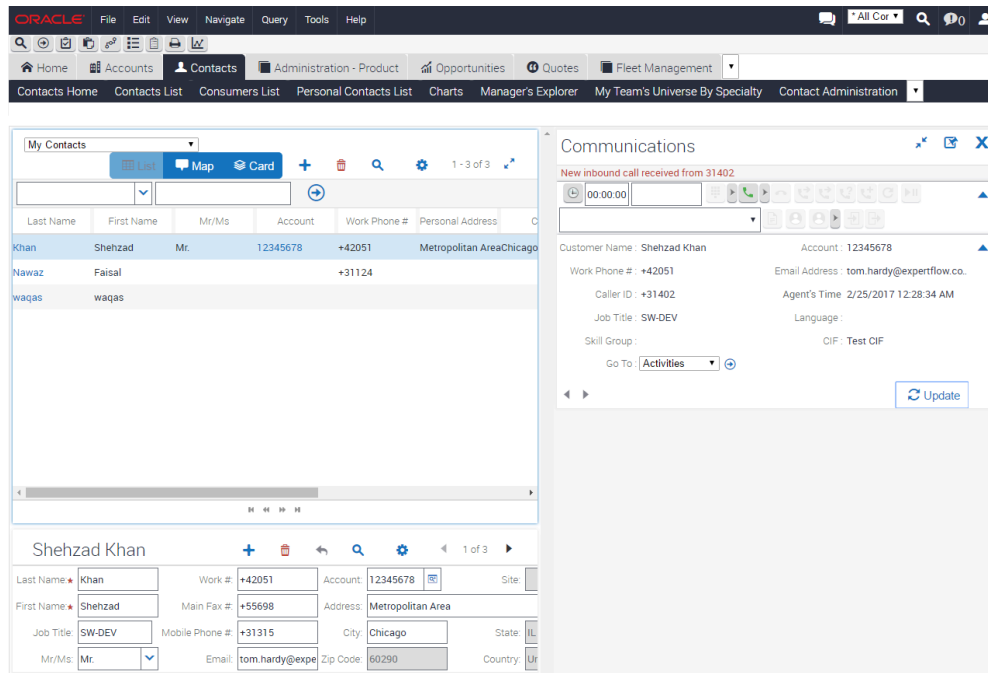 ORACLE File Edit View Navigate Query Tools Help * All Cor 0
Home Accounts Contacts Administration - Product Opportunities Quotes Fleet Management
Contacts Home Contacts List Consumers List Personal Contacts List Charts Manager's Explorer My Team's Universe By Specialty Contact Administration
My Contacts
List Map Card 1 - 3 of 3
Last Name First Name Mr/Ms Account Work Phone # Personal Address C
Khan Shehzad Mr. 12345678 +42051 Metropolitan AreaChicago
Nawaz Faisal +31124
waqas waqas
Shehzad Khan 1 of 3
Last Name:★ Khan Work #: +42051 Account: 12345678 Site:
First Name:★ Shehzad Main Fax #: +55698 Address: Metropolitan Area
Job Title: SW-DEV Mobile Phone #: +31315 City: Chicago State: IL
Mr/Ms: Mr. Email: tom.hardy@expe Zip Code: 60290 Country:
Communications
New inbound call received from 31402
00:00:00
Customer Name : Shehzad Khan Account : 12345678
Work Phone # : +42051 Email Address : tom.hardy@expertflow.co..
Caller ID : +31402 Agent's Time 2/25/2017 12:28:34 AM
Job Title : SW-DEV Language :
Skill Group : CIF : Test CIF
Go To : Activities
Update